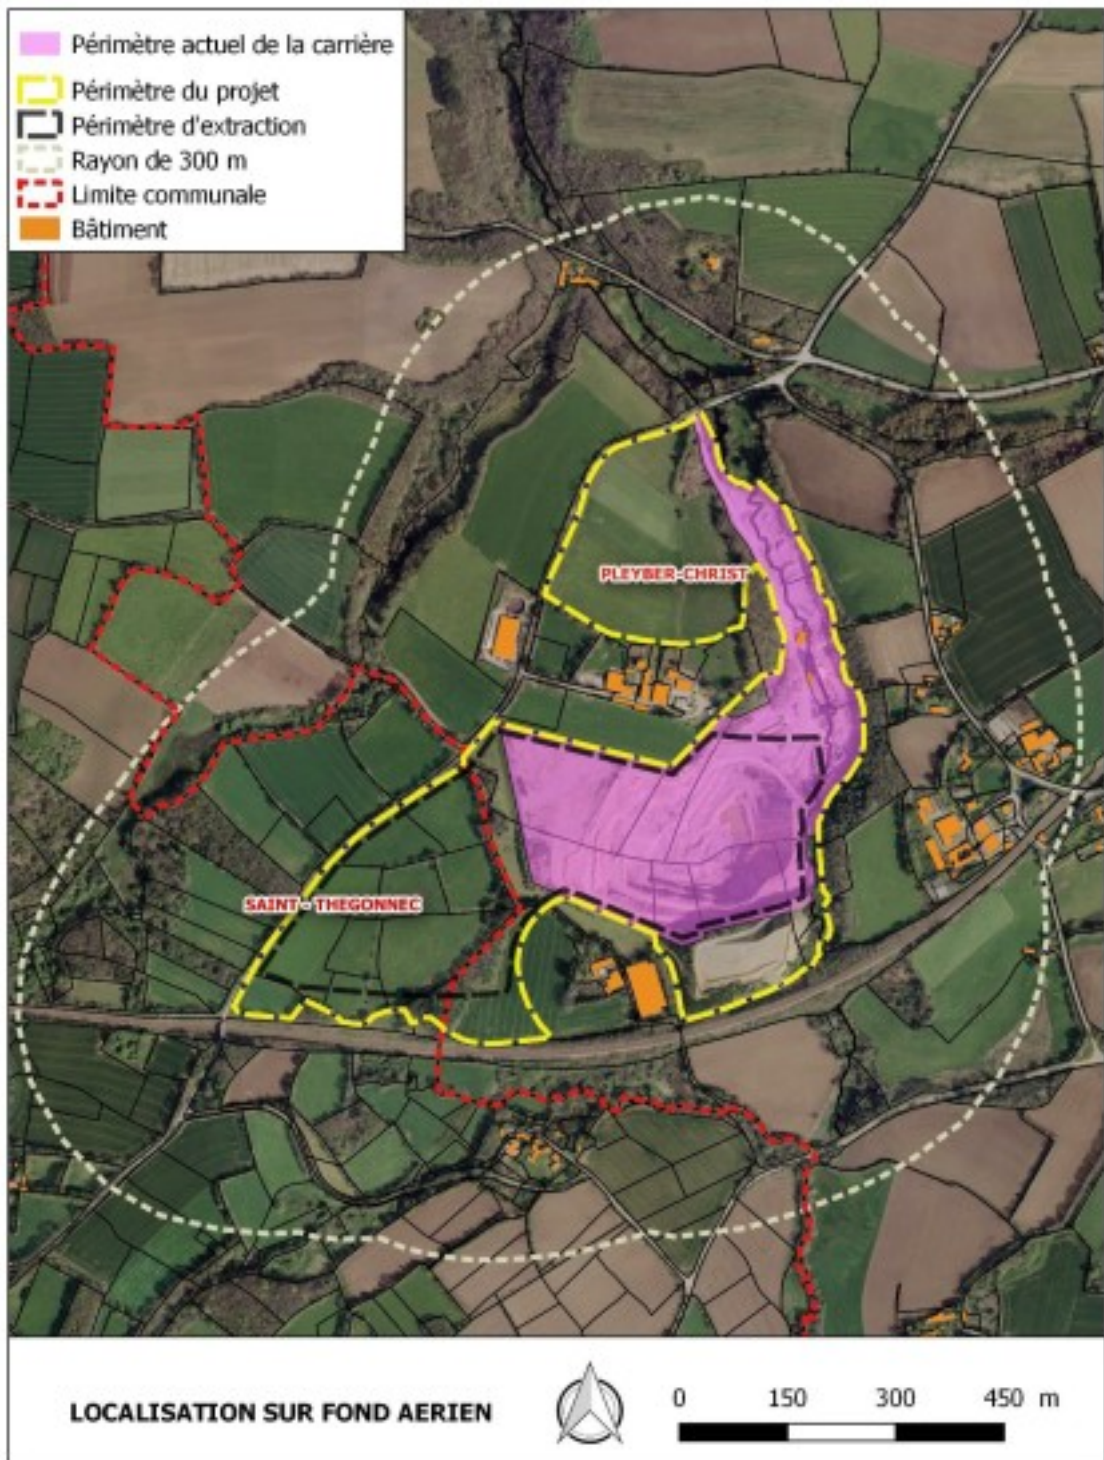 Périmètre actuel de la carrière
Périmètre du projet
Périmètre d'extraction
Rayon de 300 m
Limite communale
Bâtiment
PLEYBER-CHRIST
SAINT - THEGONNEC
LOCALISATION SUR FOND AERIEN
0 150 300 450 m